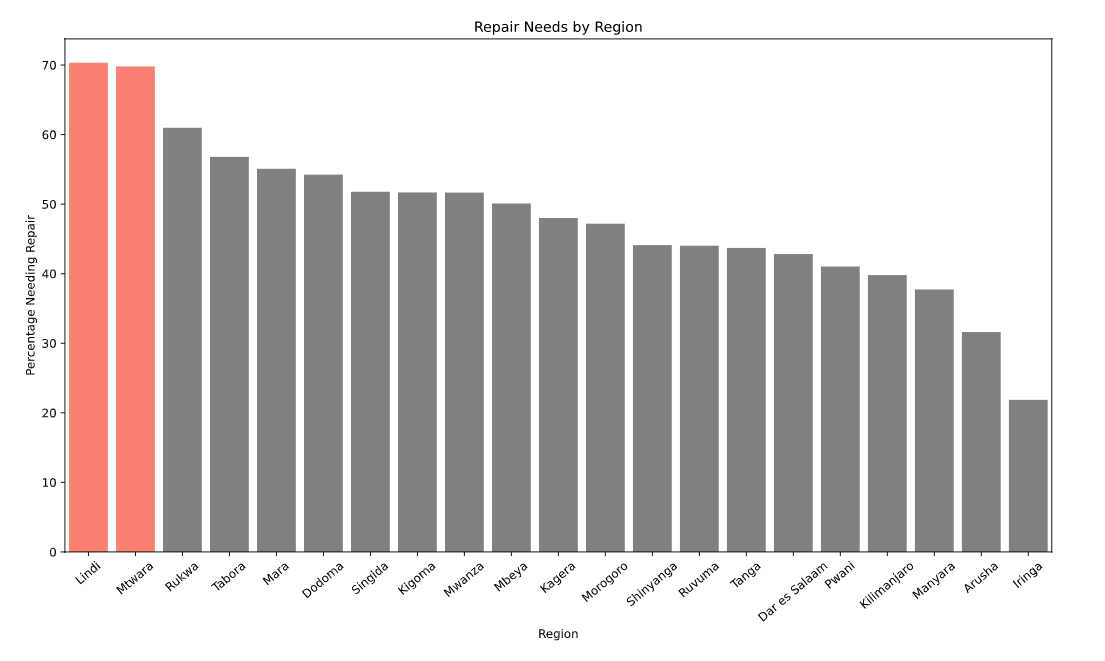 Repair Needs by Region
Percentage Needing Repair
70
60
50
40
30
20
10
0
Lindi
Mtwara
Rukwa
Tabora
Mara
Dodoma
Singida
Kigoma
Mwanza
Mbeya
Kagera
Morogoro
Shinyanga
Ruvuma
Tanga
Dar es Salaam
Pwani
Kilimanjaro
Manyara
Arusha
Iringa
Region